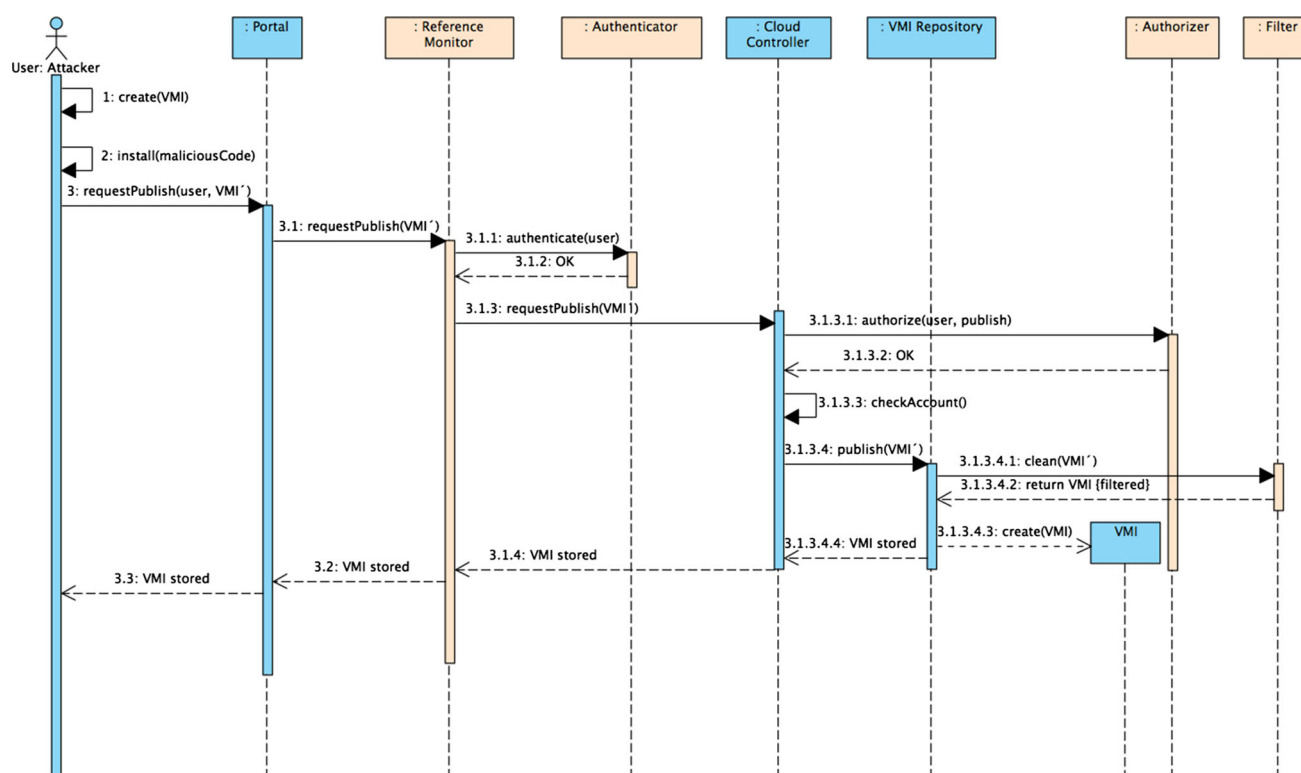 : Portal
: Reference
Monitor
: Authenticator
: Cloud
Controller
: VMI Repository
: Authorizer
: Filter
User: Attacker
1: create(VMI)
2: install(maliciousCode)
3: requestPublish(user, VMI´)
3.1: requestPublish(VMI´)
3.1.1: authenticate(user)
3.1.2: OK
3.1.3: requestPublish(VMI´)
3.1.3.1: authorize(user, publish)
3.1.3.2: OK
3.1.3.3: checkAccount()
3.1.3.4: publish(VMI´)
3.1.3.4.1: clean(VMI´)
3.1.3.4.2: return VMI {filtered}
3.1.3.4.3: create(VMI)
VMI
3.1.3.4.4: VMI stored
3.1.4: VMI stored
3.2: VMI stored
3.3: VMI stored